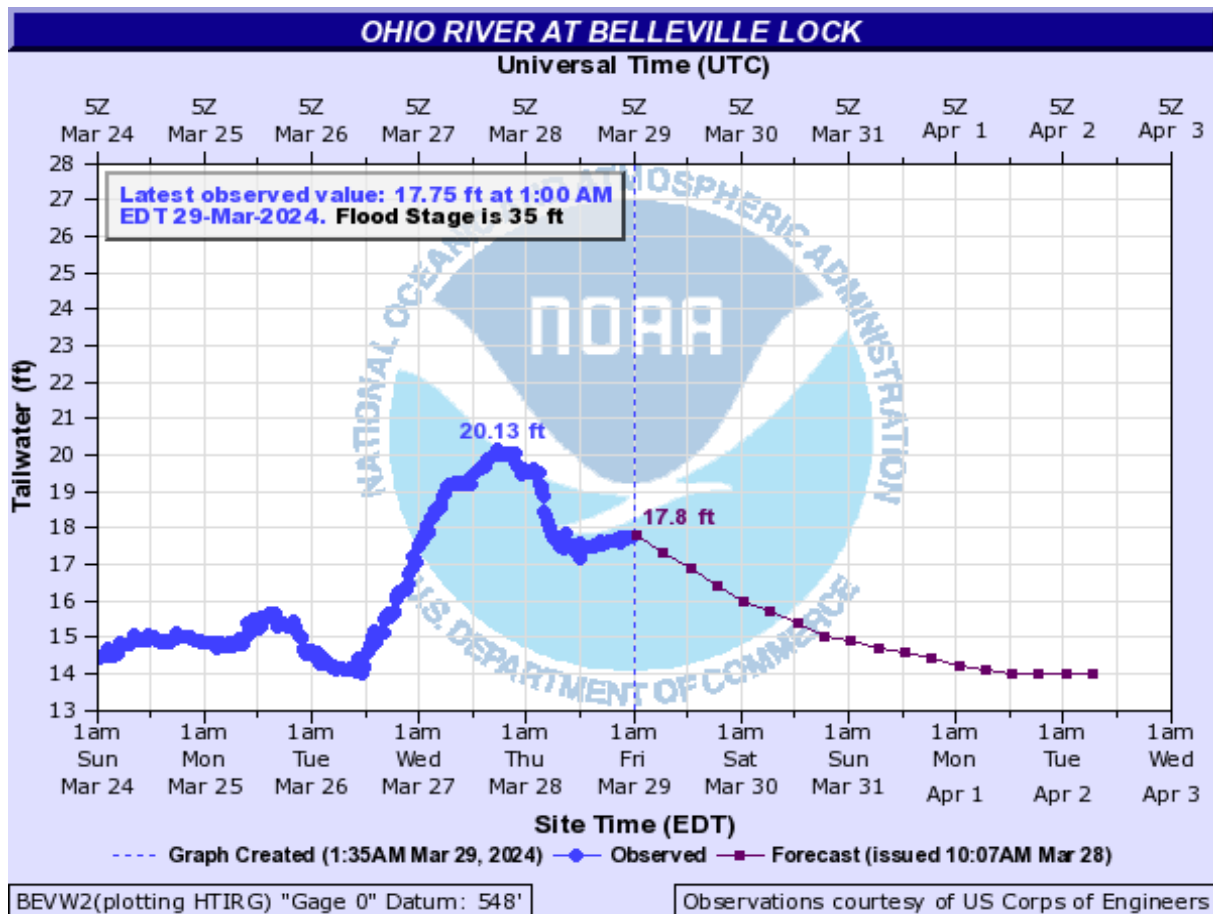 OHIO RIVER AT BELLEVILLE LOCK
Universal Time (UTC)
5Z 5Z 5Z 5Z 5Z 5Z 5Z 5Z 5Z 5Z 5Z
Mar 24 Mar 25 Mar 26 Mar 27 Mar 28 Mar 29 Mar 30 Mar 31 Apr 1 Apr 2 Apr 3
Latest observed value: 17.75 ft at 1:00 AM
EDT 29-Mar-2024. Flood Stage is 35 ft
28
27
26
25
24
23
22
21
20
19
18
17
16
15
14
13
Tailwater (ft)
NATIONAL OCEANIC AND ATMOSPHERIC ADMINISTRATION
NOAA
U.S. DEPARTMENT OF COMMERCE
20.13 ft
17.8 ft
1am 1am 1am 1am 1am 1am 1am 1am 1am 1am 1am
Sun Mon Tue Wed Thu Fri Sat Sun Mon Tue Wed
Mar 24 Mar 25 Mar 26 Mar 27 Mar 28 Mar 29 Mar 30 Mar 31 Apr 1 Apr 2 Apr 3
Site Time (EDT)
Graph Created (1:35AM Mar 29, 2024) Observed Forecast (issued 10:07AM Mar 28)
BEVW2(plotting HTIRG) "Gage 0" Datum: 548'
Observations courtesy of US Corps of Engineers